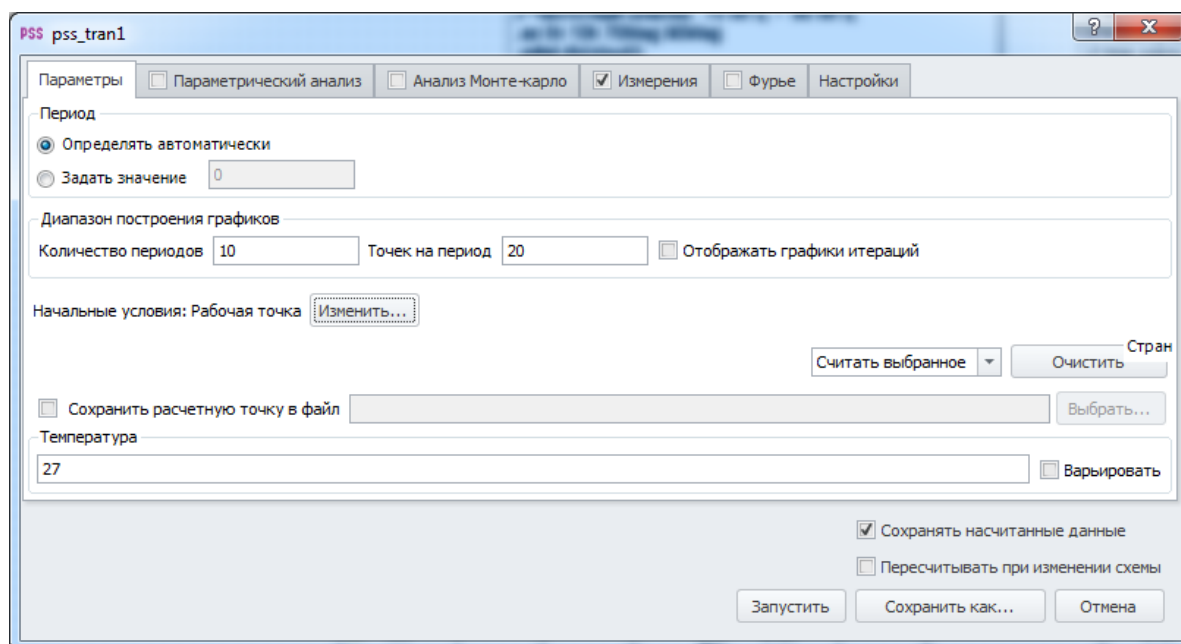 PSS pss_tran1
Параметры Параметрический анализ Анализ Монте-карло Измерения Фурье Настройки
Период
Определять автоматически
Задать значение 0
Диапазон построения графиков
Количество периодов 10 Точек на период 20 Отображать графики итераций
Начальные условия: Рабочая точка Изменить...
Стран
Считать выбранное Очистить
Сохранить расчетную точку в файл Выбрать...
Температура
27 Варьировать
Сохранять насчитанные данные
Пересчитывать при изменении схемы
Запустить Сохранить как... Отмена